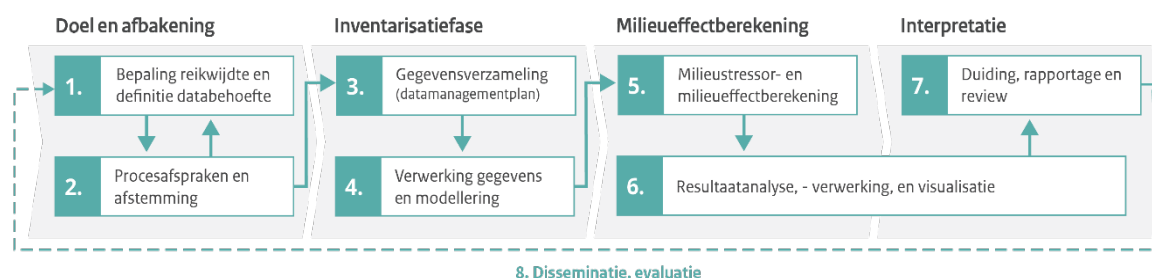 Doel en afbakening
Inventarisatiefase
Milieueffectberekening
Interpretatie
1.
Bepaling reikwijdte en
definitie databehoefte
2.
Procesafspraken en
afstemming
3.
Gegevensverzameling
(datamanagementplan)
4.
Verwerking gegevens
en modellering
5.
Milieustressor- en
milieueffectberekening
6.
Resultaatanalyse, - verwerking, en visualisatie
7.
Duiding, rapportage en
review
8. Disseminatie, evaluatie